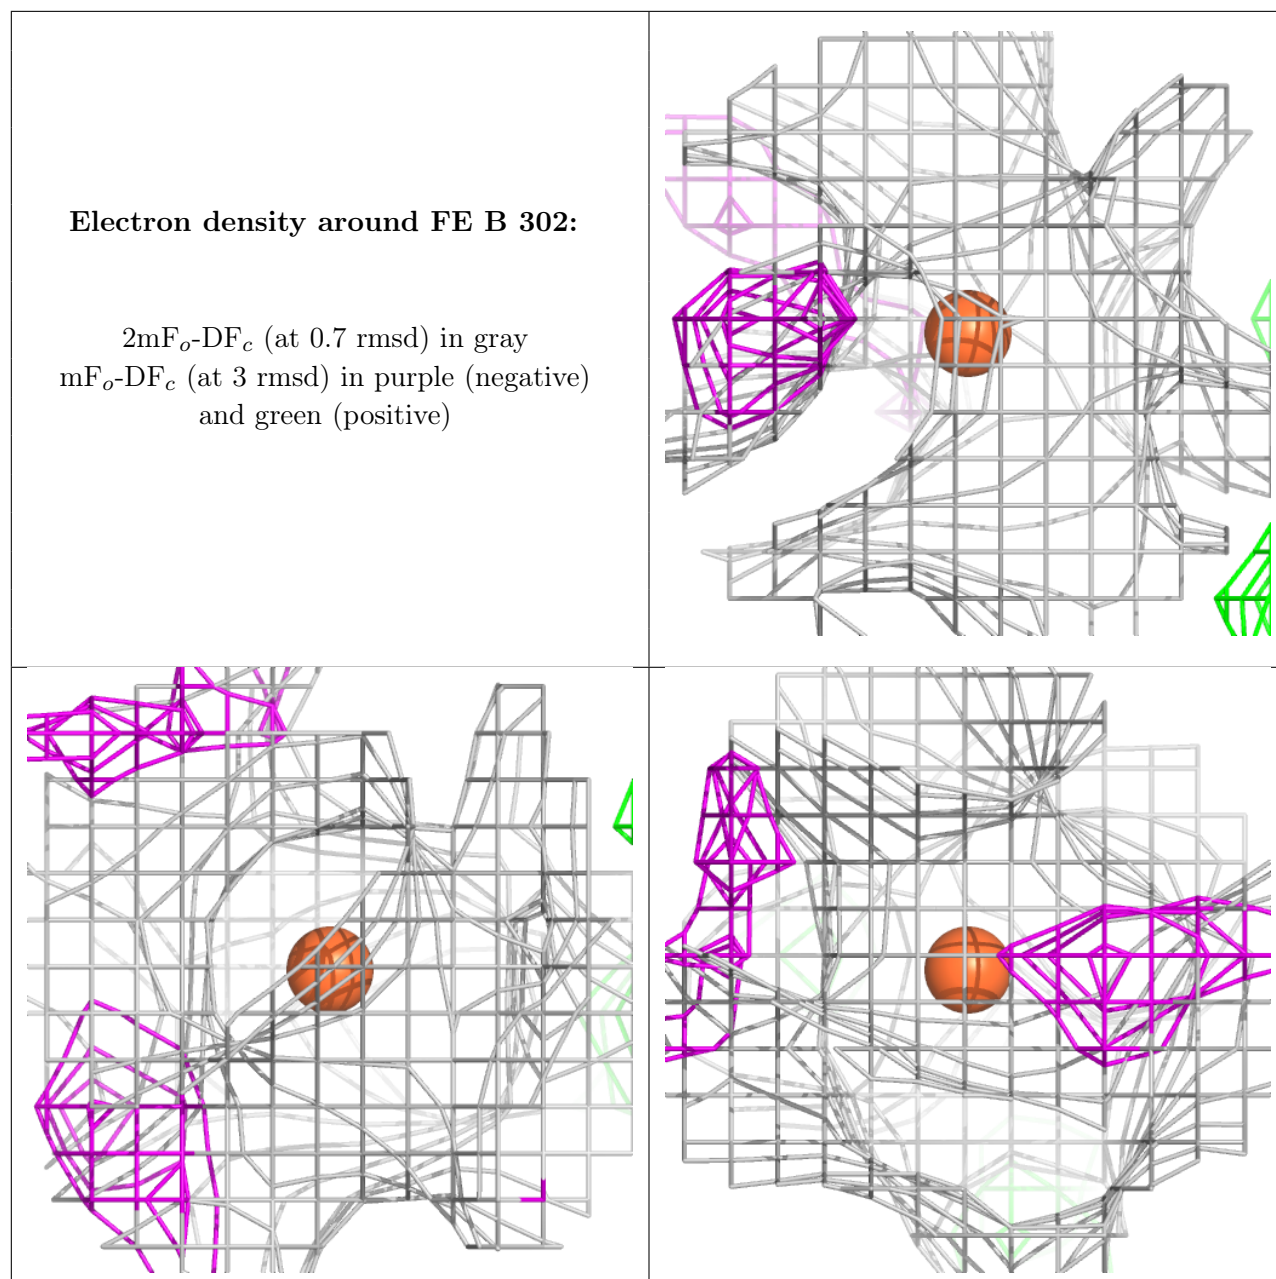 Electron density around FE B 302:
2mFo-DFc (at 0.7 rmsd) in gray
mFo-DFc (at 3 rmsd) in purple (negative)
and green (positive)